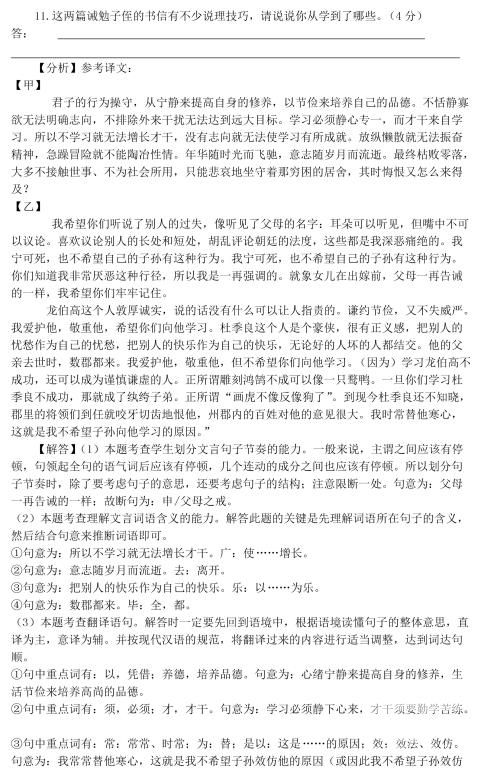 11.这两篇诫勉子侄的书信有不少说理技巧，请说说你从学到了哪些。（4 分）
答：
【分析】参考译文：
【甲】
君子的行为操守，从宁静来提高自身的修养，以节俭来培养自己的品德。不恬静寡
欲无法明确志向，不排除外来干扰无法达到远大目标。学习必须静心专一，而才干来自学
习。所以不学习就无法增长才干，没有志向就无法使学习有所成就。放纵懒散就无法振奋
精神，急躁冒险就不能陶冶性情。年华随时光而飞驰，意志随岁月而流逝。最终枯败零落，
大多不接触世事、不为社会所用，只能悲哀地坐守着那穷困的居舍，其时悔恨又怎么来得
及？
【乙】
我希望你们听说了别人的过失，像听见了父母的名字：耳朵可以听见，但嘴中不可
以议论。喜欢议论别人的长处和短处，胡乱评论朝廷的法度，这些都是我深恶痛绝的。我
宁可死，也不希望自己的子孙有这种行为。我宁可死，也不希望自己的子孙有这种行为。
你们知道我非常厌恶这种行径，所以我是一再强调的。就象女儿在出嫁前，父母一再告诫
的一样，我希望你们牢牢记住。
龙伯高这个人敦厚诚实，说的话没有什么可以让人指责的。谦约节俭，又不失威严。
我爱护他，敬重他，希望你们向他学习。杜季良这个人是个豪侠，很有正义感，把别人的
忧愁作为自己的忧愁，把别人的快乐作为自己的快乐，无论好的人坏的人都结交。他的父
亲去世时，数郡都来。我爱护他，敬重他，但不希望你们向他学习。（因为）学习龙伯高不
成功，还可以成为谨慎谦虚的人。正所谓雕刻鸿鹄不成可以像一只鹜鸭。一旦你们学习杜
季良不成功，那就成了纨绔子弟。正所谓“画虎不像反像狗了”。到现今杜季良还不知晓，
郡里的将领们到任就咬牙切齿地恨他，州郡内的百姓对他的意见很大。我时常替他寒心，
这就是我不希望子孙向他学习的原因。”
【解答】（1）本题考查学生划分文言句子节奏的能力。一般来说，主谓之间应该有停
顿，句领起全句的语气词后应该有停顿，几个连动的成分之间也应该有停顿。所以划分句
子节奏时，除了要考虑句子的意思，还要考虑句子的结构；注意限断一处。句意为：父母
一再告诫的一样；故断句为：申/父母之戒。
（2）本题考查理解文言词语含义的能力。解答此题的关键是先理解词语所在句子的含义，
然后结合句意来推断词语即可。
①句意为：所以不学习就无法增长才干。广：使……增长。
②句意为：意志随岁月而流逝。去：离开。
③句意为：把别人的快乐作为自己的快乐。乐：以……为乐。
④句意为：数郡都来。毕：全，都。
（3）本题考查翻译语句。解答时一定要先回到语境中，根据语境读懂句子的整体意思，直
译为主，意译为辅。并按现代汉语的规范，将翻译过来的内容进行适当调整，达到词达句
顺。
①句中重点词有：以，凭借；养德，培养品德。句意为：心绪宁静来提高自身的修养，生
活节俭来培养高尚的品德。
②句中重点词有：须，必须；才，才干。句意为：学习必须静下心来，才干须要勤学苦练。
③句中重点词有：常：常常、时常；为：替；是以：这是……的原因；效：效法、效仿。
句意为：我常常替他寒心，这就是我不希望子孙效仿他的原因（或因此我不希望子孙效仿